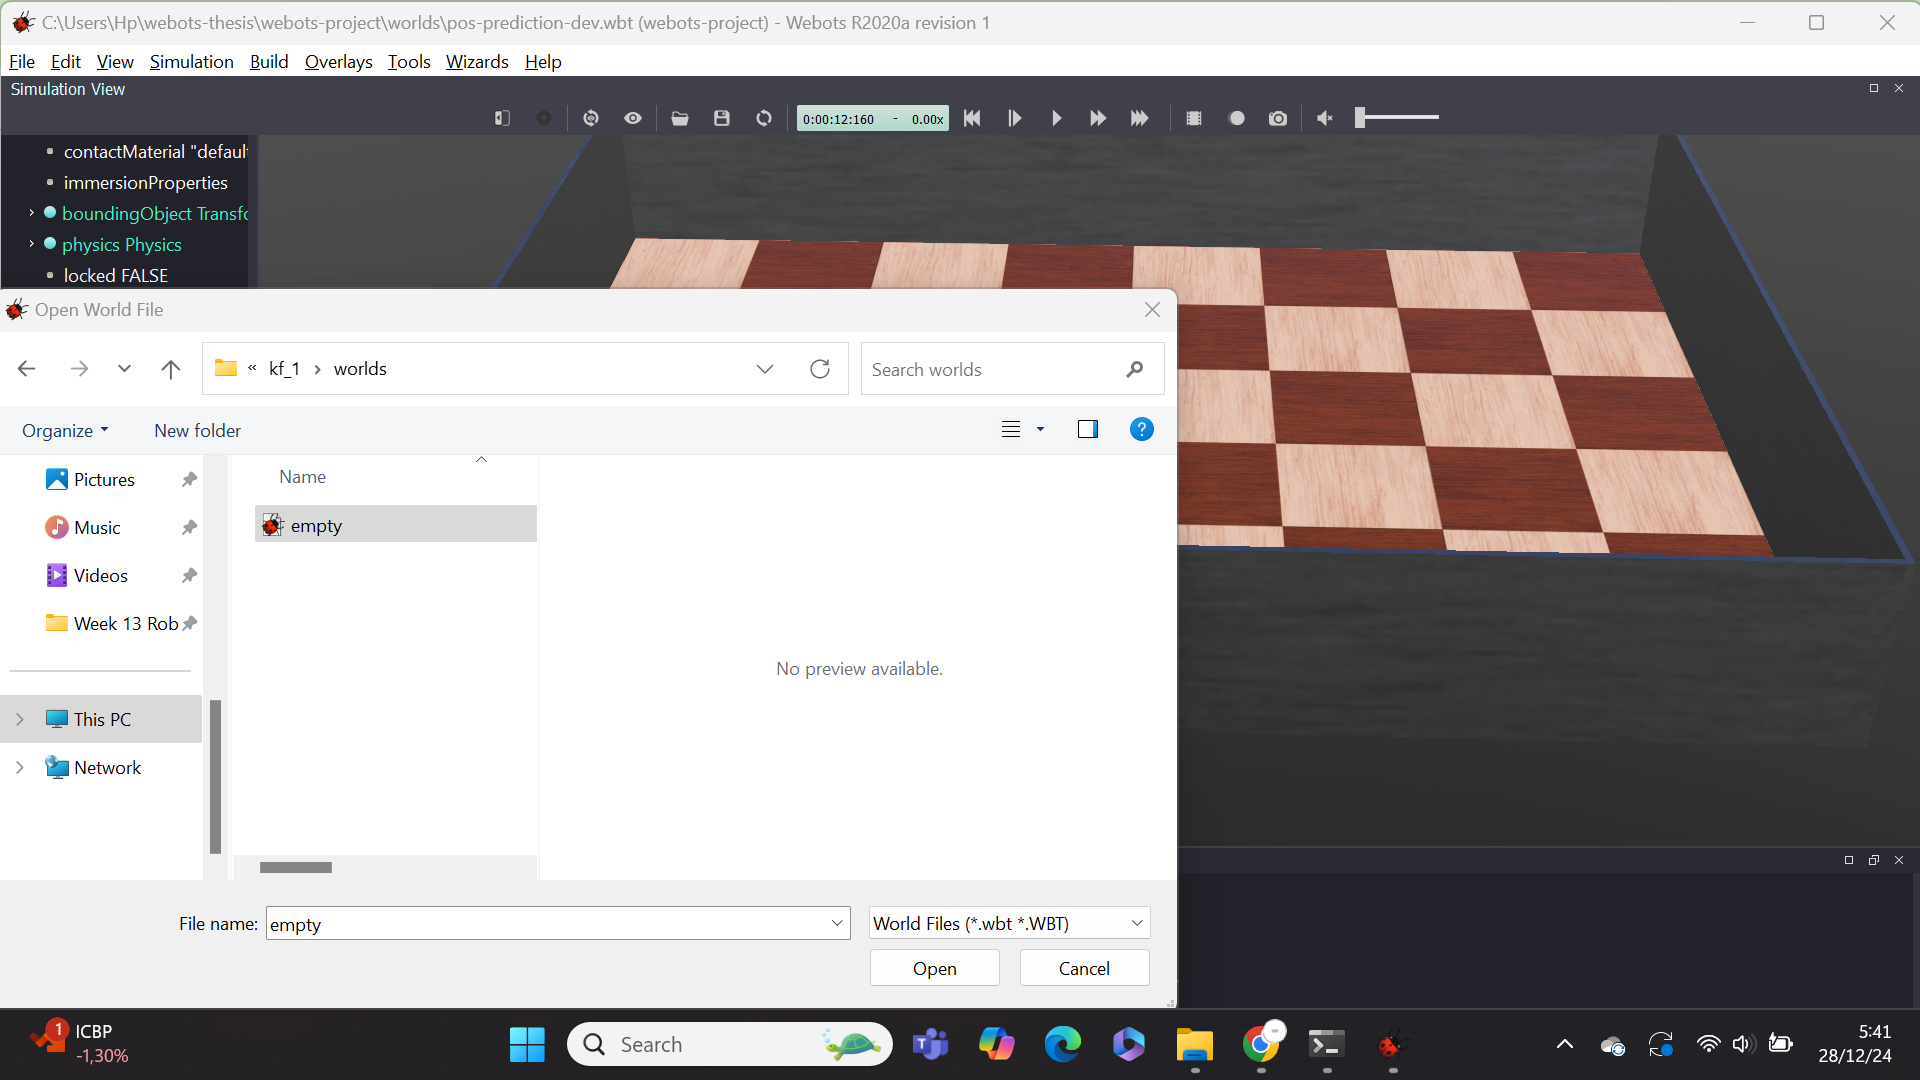 C:\Users\Hp\webots-thesis\webots-project\worlds\pos-prediction-dev.wbt (webots-project) - Webots R2020a revision 1
File Edit View Simulation Build Overlays Tools Wizards Help
Simulation View
0:00:12:160 - 0.00x
contactMaterial "defaul
immersionProperties
boundingObject Transfo
physics Physics
locked FALSE
Open World File
« kf_1 > worlds
Search worlds
Organize
New folder
Name
Pictures
Music
Videos
Week 13 Rob
This PC
Network
empty
No preview available.
File name: empty
World Files (*.wbt *.WBT)
Open
Cancel
1
ICBP
-1,30%
Search
5:41
28/12/24